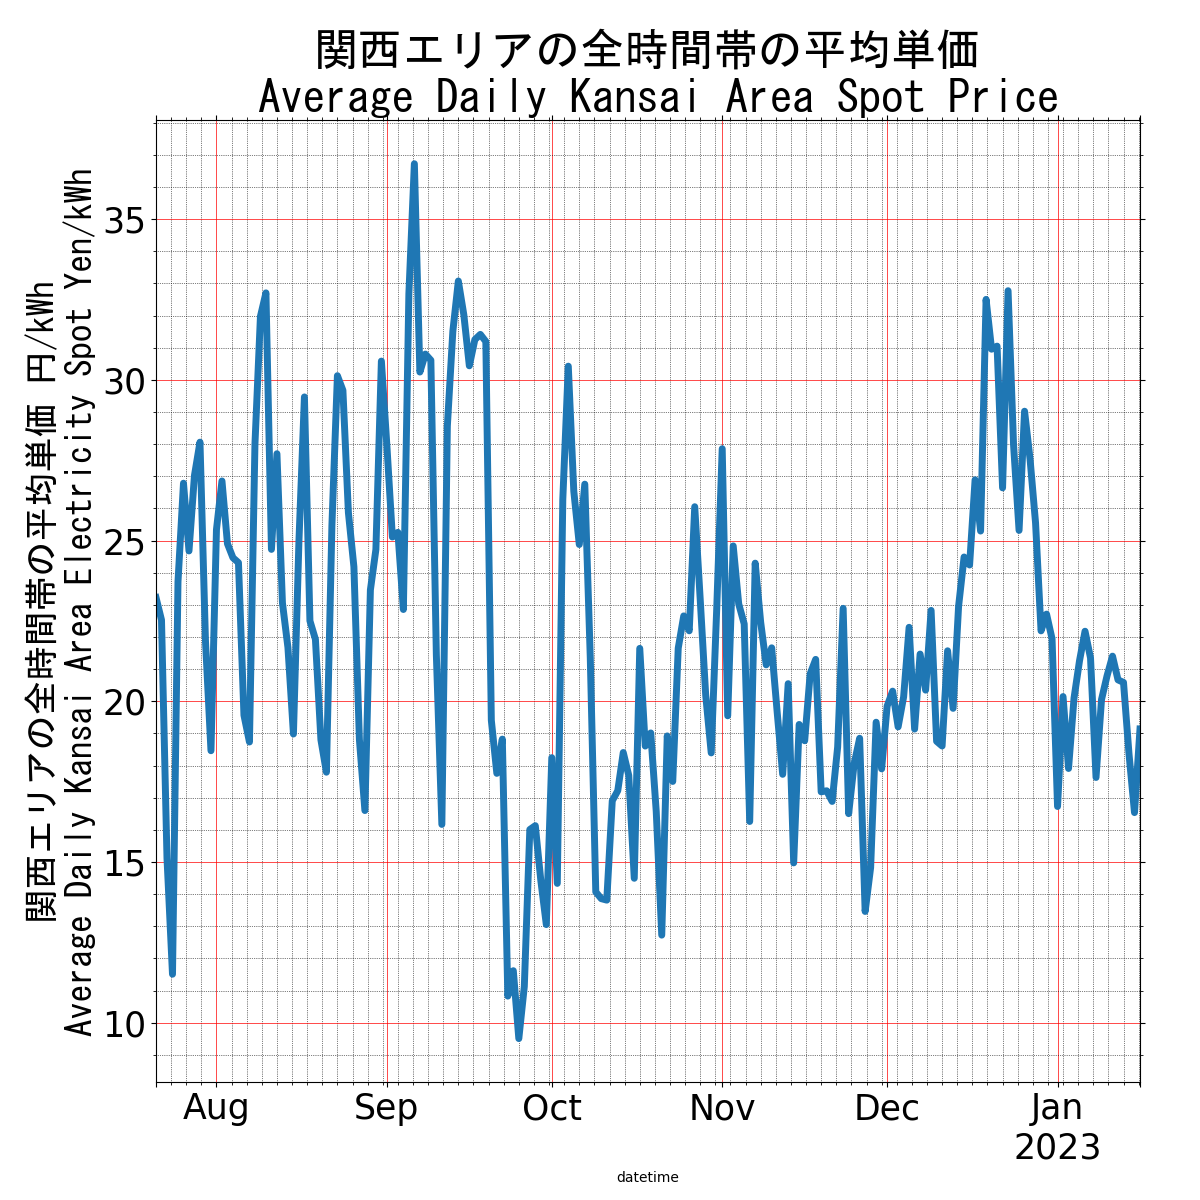 関西エリアの全時間帯の平均単価
Average Daily Kansai Area Spot Price
関西エリアの全時間帯の平均単価 円/kWh
Average Daily Kansai Area Electricity Spot Yen/kWh
35
30
25
20
15
10
Aug Sep Oct Nov Dec Jan
2023
datetime